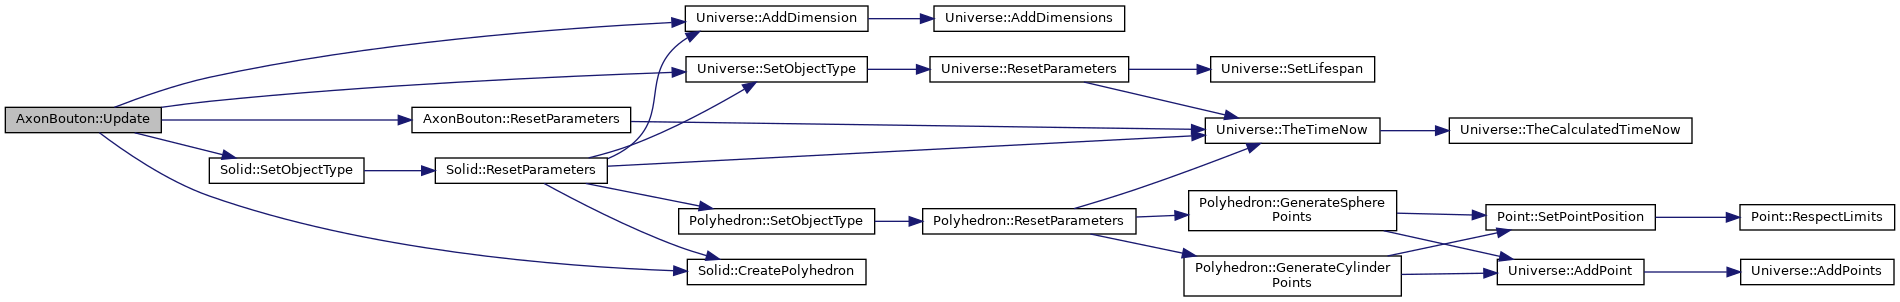 AxonBouton::Update
Universe::AddDimension
Universe::AddDimensions
Universe::SetObjectType
Universe::ResetParameters
Universe::SetLifespan
AxonBouton::ResetParameters
Universe::TheTimeNow
Universe::TheCalculatedTimeNow
Solid::SetObjectType
Solid::ResetParameters
Polyhedron::SetObjectType
Polyhedron::ResetParameters
Polyhedron::GenerateSphere
Points
Point::SetPointPosition
Point::RespectLimits
Solid::CreatePolyhedron
Polyhedron::GenerateCylinder
Points
Universe::AddPoint
Universe::AddPoints